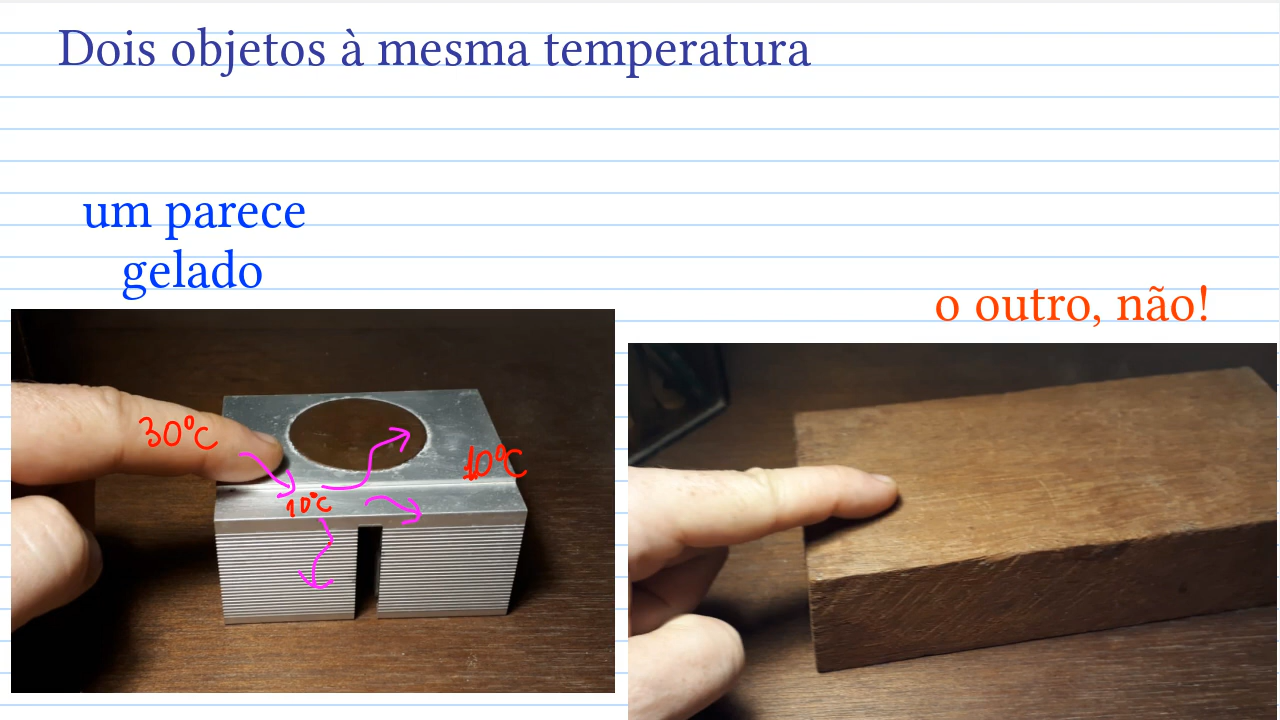 Dois objetos à mesma temperatura
um parece
gelado
o outro, não!
30°C
10°C
10°C